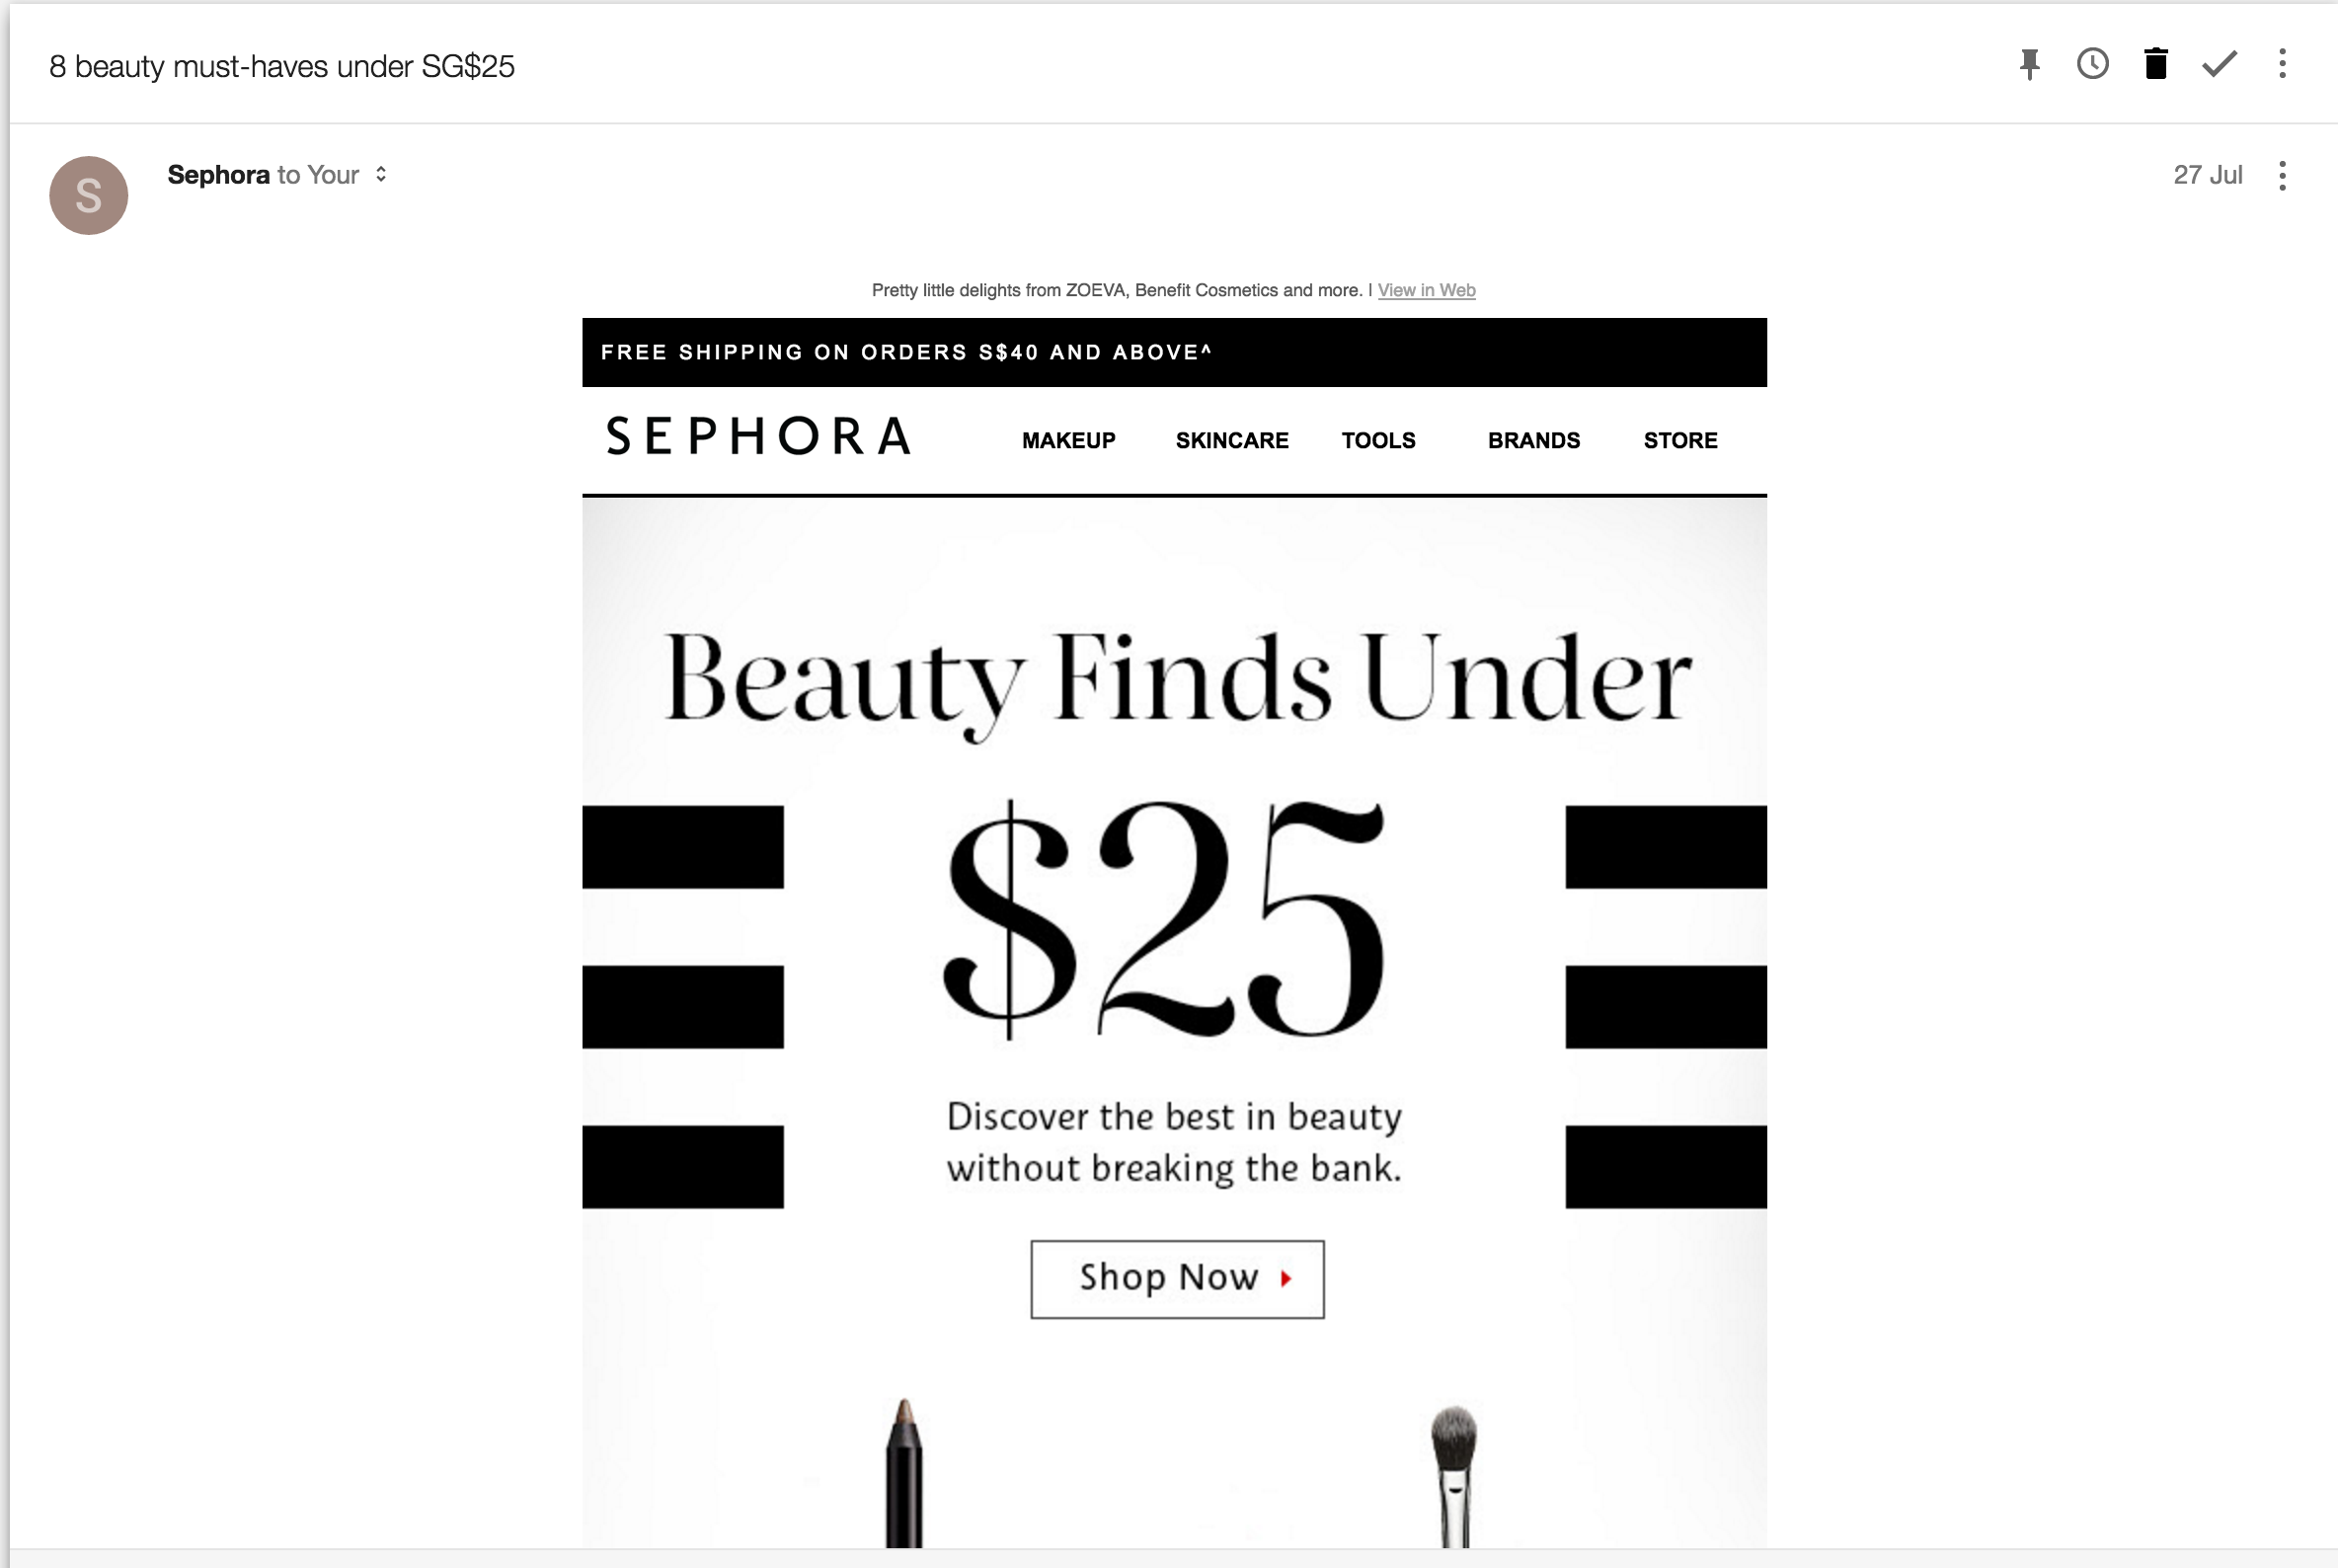 8 beauty must-haves under SG$25
S
Sephora to Your
27 Jul
Pretty little delights from ZOEVA, Benefit Cosmetics and more. | View in Web
FREE SHIPPING ON ORDERS S$40 AND ABOVE^
SEPHORA MAKEUP SKINCARE TOOLS BRANDS STORE
Beauty Finds Under
$25
Discover the best in beauty
without breaking the bank.
Shop Now